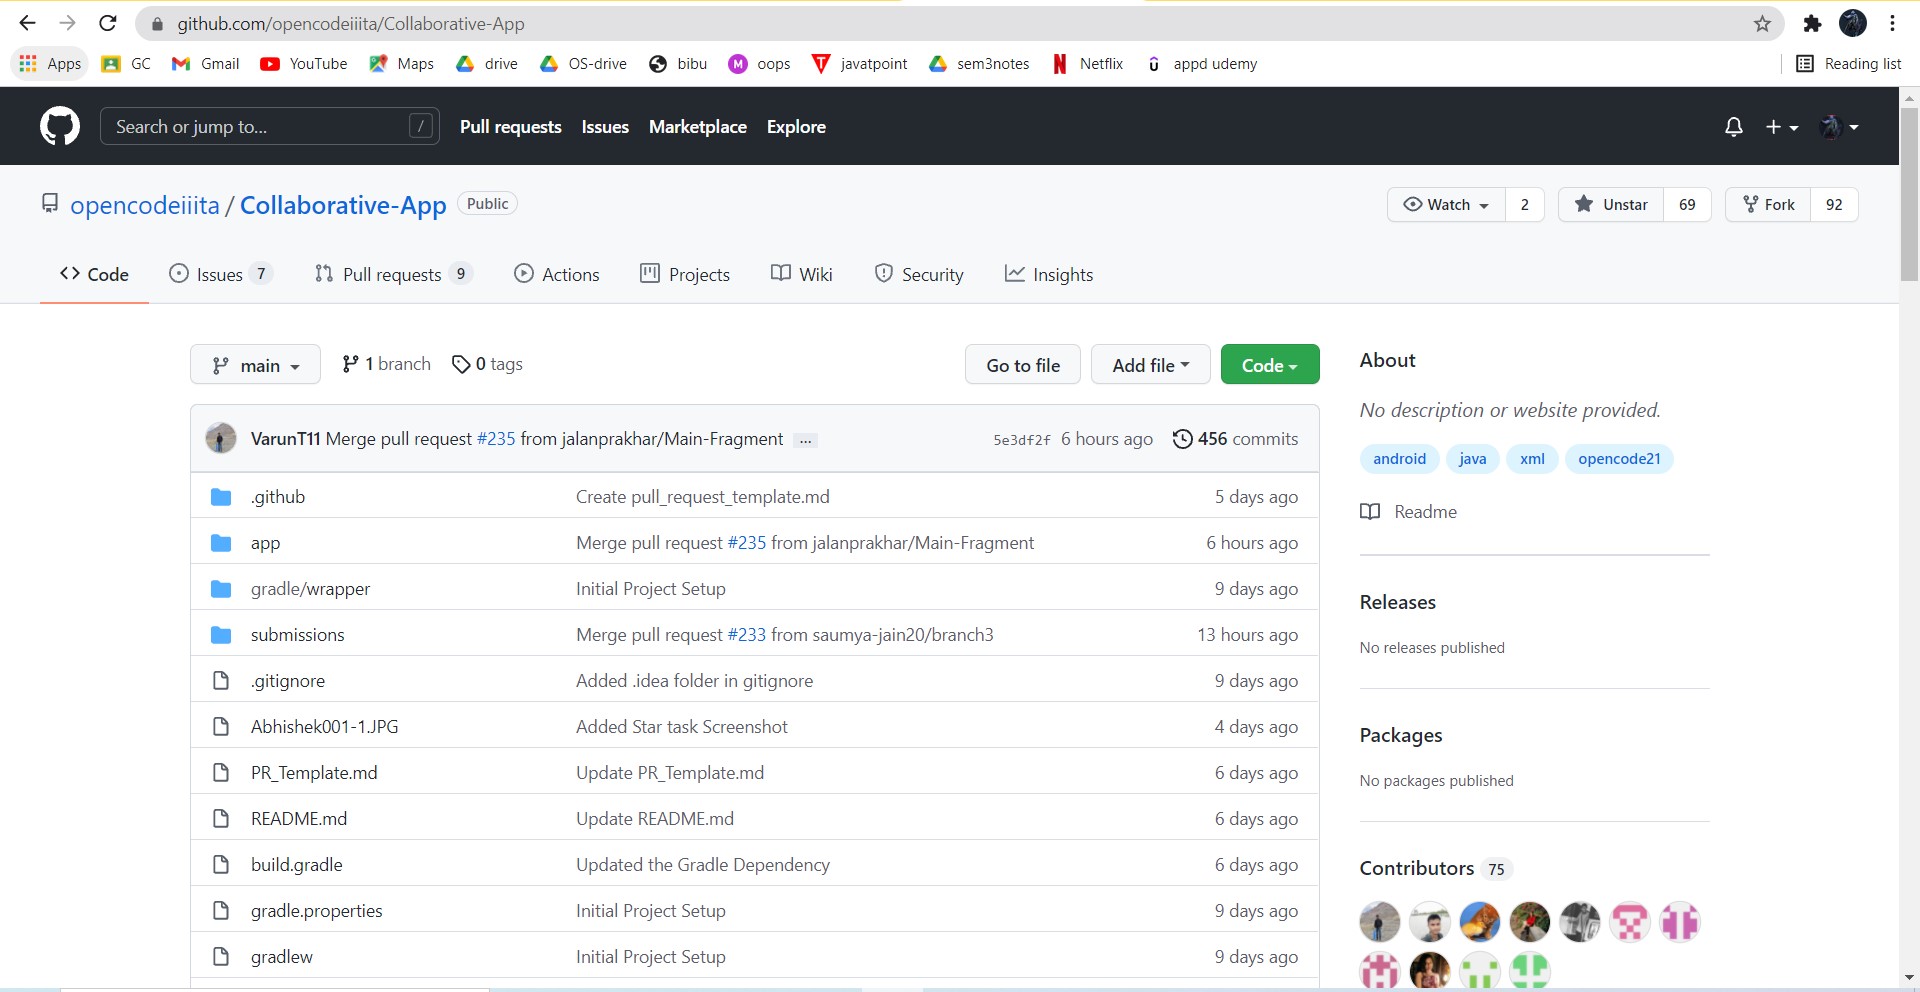 github.com/opencodeiiita/Collaborative-App
Apps GC Gmail YouTube Maps drive OS-drive bibu M oops javatpoint sem3notes Netflix appd udemy Reading list
Search or jump to... / Pull requests Issues Marketplace Explore
opencodeiiita / Collaborative-App Public Watch 2 Unstar 69 Fork 92
Code Issues 7 Pull requests 9 Actions Projects Wiki Security Insights
main 1 branch 0 tags Go to file Add file Code
VarunT11 Merge pull request #235 from jalanprakhar/Main-Fragment ... 5e3df2f 6 hours ago 456 commits
.github Create pull_request_template.md 5 days ago
app Merge pull request #235 from jalanprakhar/Main-Fragment 6 hours ago
gradle/wrapper Initial Project Setup 9 days ago
submissions Merge pull request #233 from saumya-jain20/branch3 13 hours ago
.gitignore Added .idea folder in gitignore 9 days ago
Abhishek001-1.JPG Added Star task Screenshot 4 days ago
PR_Template.md Update PR_Template.md 6 days ago
README.md Update README.md 6 days ago
build.gradle Updated the Gradle Dependency 6 days ago
gradle.properties Initial Project Setup 9 days ago
gradlew Initial Project Setup 9 days ago
About
No description or website provided.
android java xml opencode21
Readme
Releases
No releases published
Packages
No packages published
Contributors 75